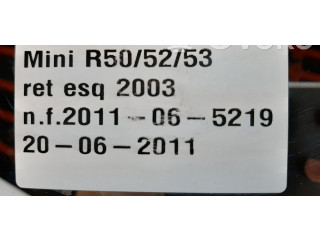 Mini R50/52/53
ret esq 2003
n.f.2011-06-5219
20-06-2011